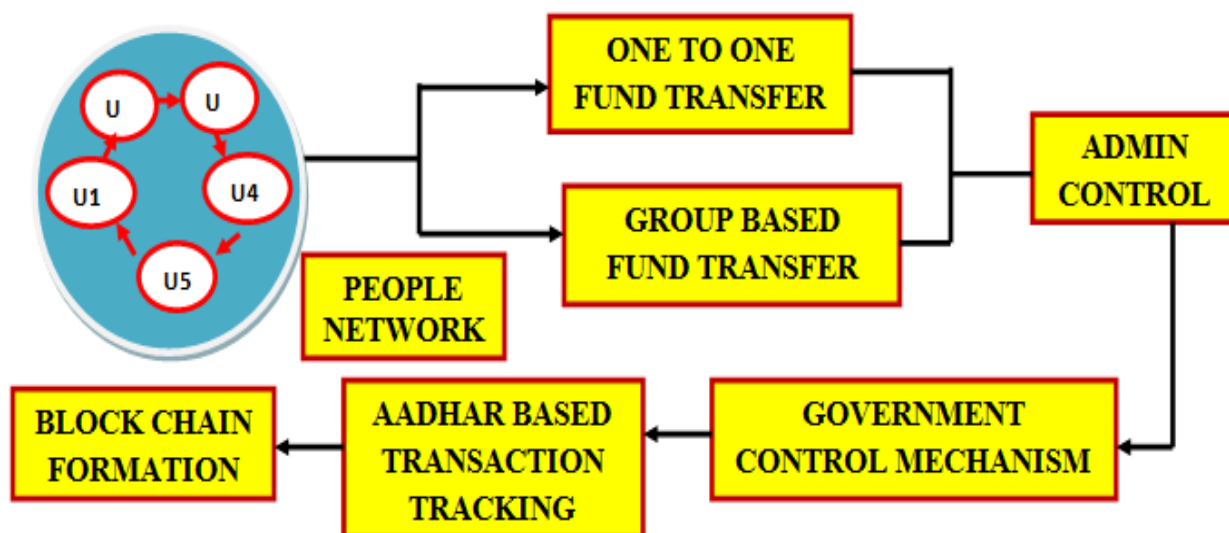 U
U
U1
U4
U5
PEOPLE
NETWORK
ONE TO ONE
FUND TRANSFER
GROUP BASED
FUND TRANSFER
ADMIN
CONTROL
GOVERNMENT
CONTROL MECHANISM
AADHAR BASED
TRANSACTION
TRACKING
BLOCK CHAIN
FORMATION